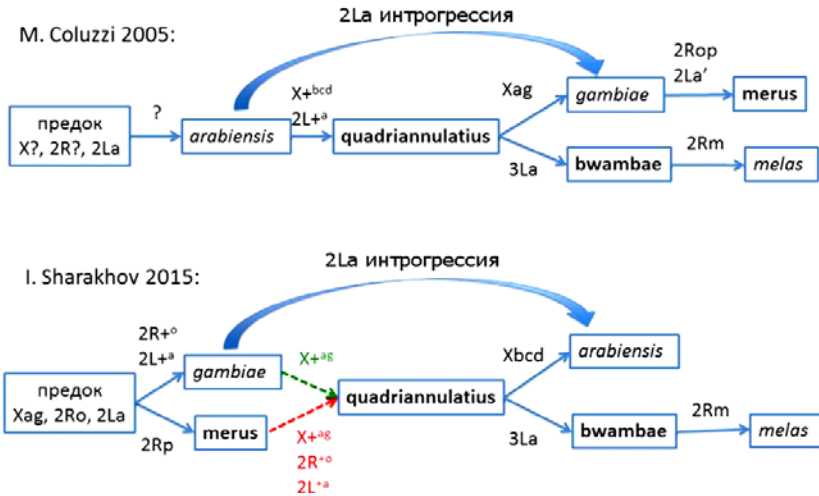 2La интрогрессия
M. Coluzzi 2005:
предок
X?, 2R?, 2La
?
arabiensis
X+ᵇᶜᵈ
2L+ᵃ
quadriannulatius
Xag
gambiae
2Rop
2La’
merus
3La
bwambae
2Rm
melas
2La интрогрессия
I. Sharakhov 2015:
предок
Xag, 2Ro, 2La
2R+ᵒ
2L+ᵃ
gambiae
X+ᵃᵍ
2Rp
merus
X+ᵃᵍ
2R⁺ᵒ
2L⁺ᵃ
quadriannulatius
Xbcd
arabiensis
3La
bwambae
2Rm
melas